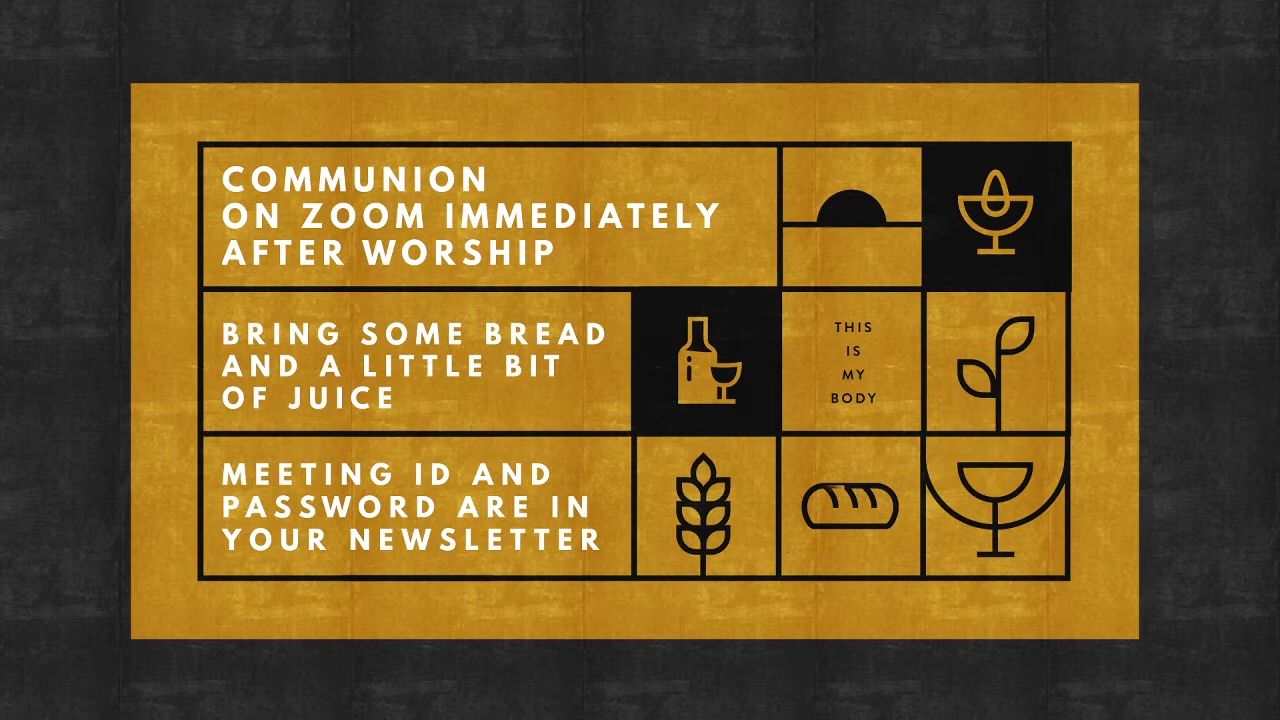 COMMUNION
ON ZOOM IMMEDIATELY
AFTER WORSHIP
BRING SOME BREAD
AND A LITTLE BIT
OF JUICE
THIS
IS
MY
BODY
MEETING ID AND
PASSWORD ARE IN
YOUR NEWSLETTER